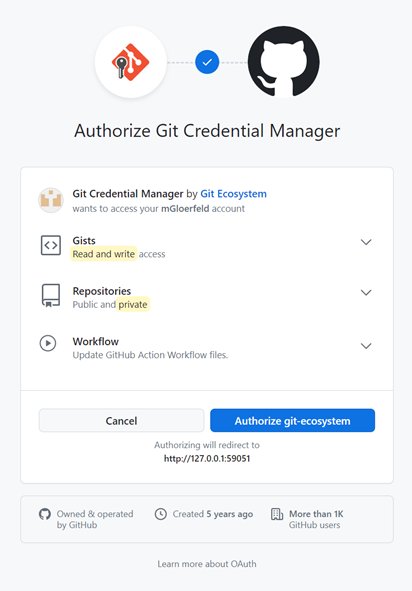 Authorize Git Credential Manager
Git Credential Manager by Git Ecosystem
wants to access your mGloerfeld account
Gists
Read and write access
Repositories
Public and private
Workflow
Update GitHub Action Workflow files.
Cancel
Authorize git-ecosystem
Authorizing will redirect to
http://127.0.0.1:59051
Owned & operated
by GitHub
Created 5 years ago
More than 1K
GitHub users
Learn more about OAuth